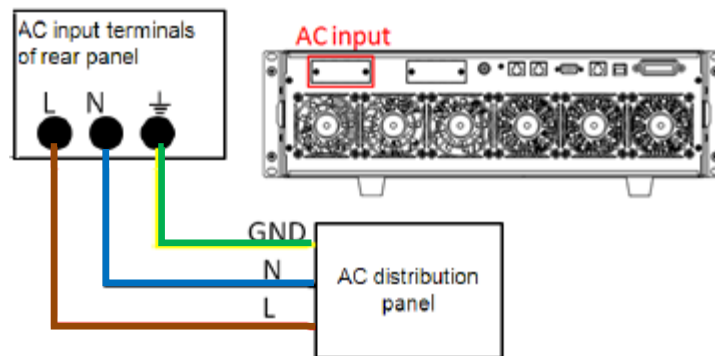 AC input terminals
of rear panel
AC input
L N
GND
N
L
AC distribution
panel